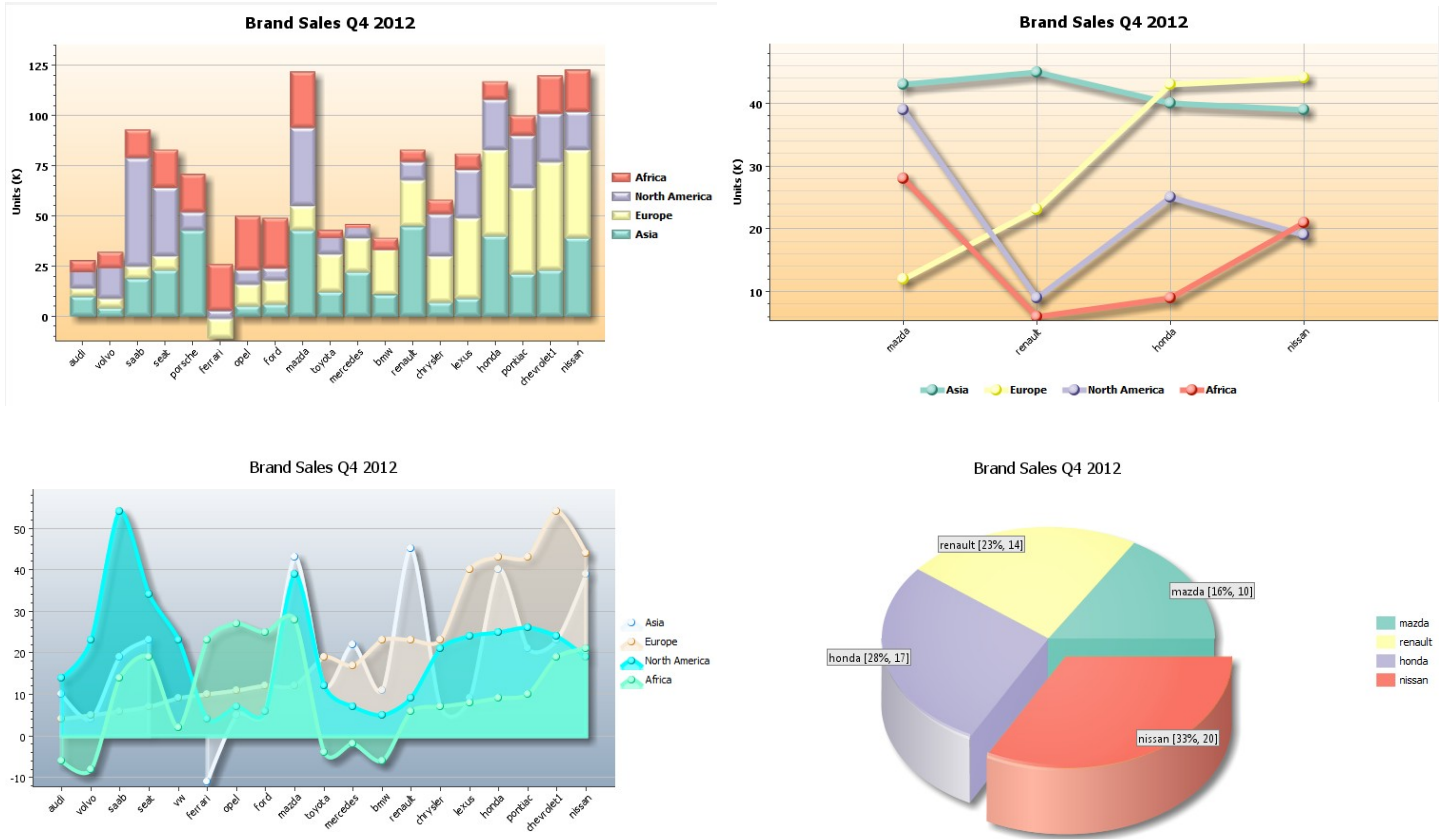 Brand Sales Q4 2012
Units (K)
125
100
75
50
25
0
audi
volvo
saab
seat
porsche
ferrari
opel
ford
mazda
toyota
mercedes
bmw
renault
chrysler
lexus
honda
pontiac
chevrolet1
nissan
Africa
North America
Europe
Asia
Brand Sales Q4 2012
Units (K)
40
30
20
10
mazda
renault
honda
nissan
Asia
Europe
North America
Africa
Brand Sales Q4 2012
50
40
30
20
10
0
-10
audi
volvo
saab
seat
vw
ferrari
opel
ford
mazda
toyota
mercedes
bmw
renault
chrysler
lexus
honda
pontiac
chevrolet1
nissan
Asia
Europe
North America
Africa
Brand Sales Q4 2012
renault [23%, 14]
mazda [16%, 10]
honda [28%, 17]
nissan [33%, 20]
mazda
renault
honda
nissan